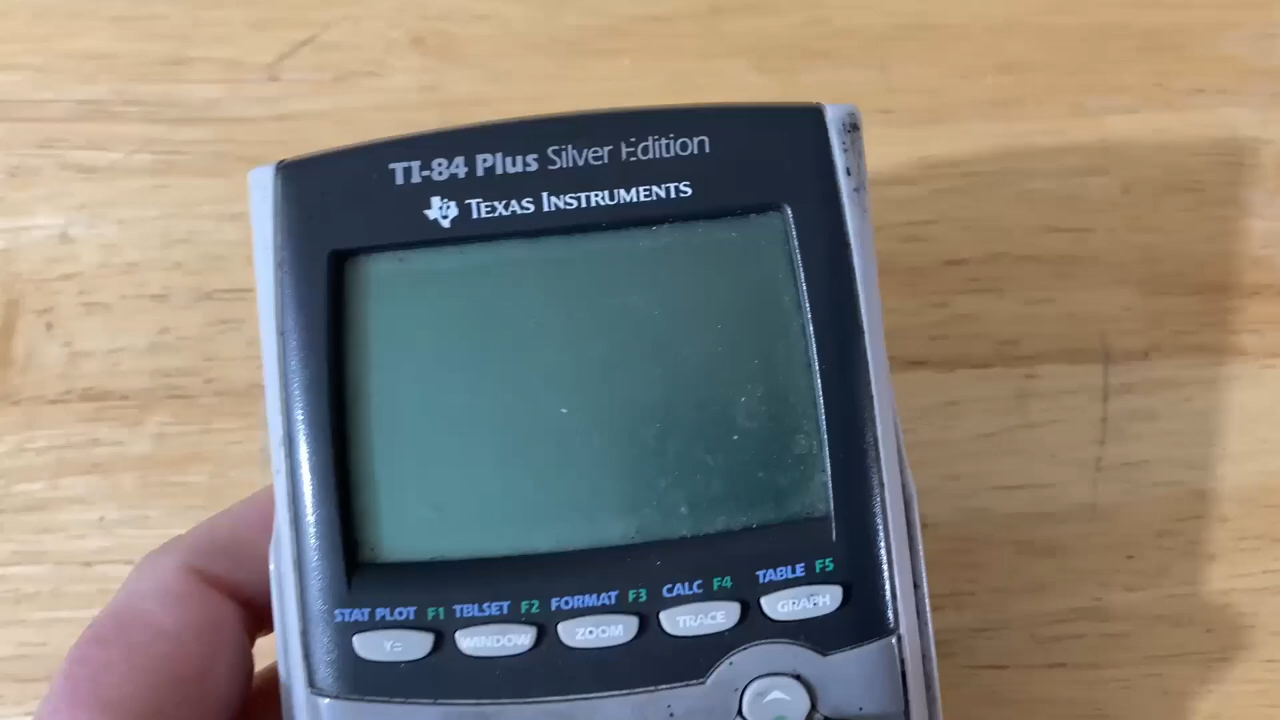 TI-84 Plus Silver Edition
TEXAS INSTRUMENTS
STAT PLOT F1 TBLSET F2 FORMAT F3 CALC F4 TABLE F5
Y= WINDOW ZOOM TRACE GRAPH